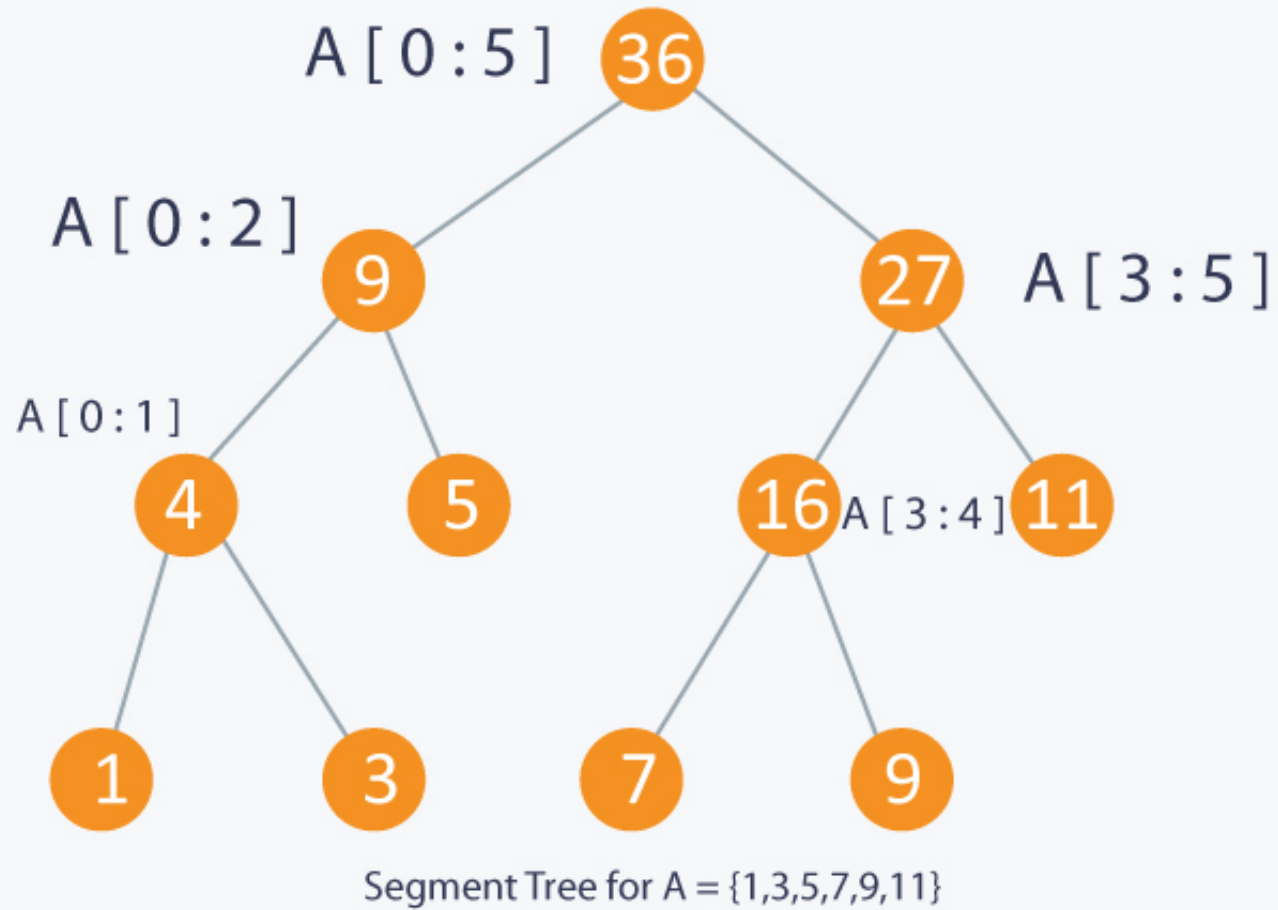 A [ 0 : 5 ] 36
A [ 0 : 2 ] 9 27 A [ 3 : 5 ]
A [ 0 : 1 ]
4 5 16 A [ 3 : 4 ] 11
1 3 7 9
Segment Tree for A = {1,3,5,7,9,11}